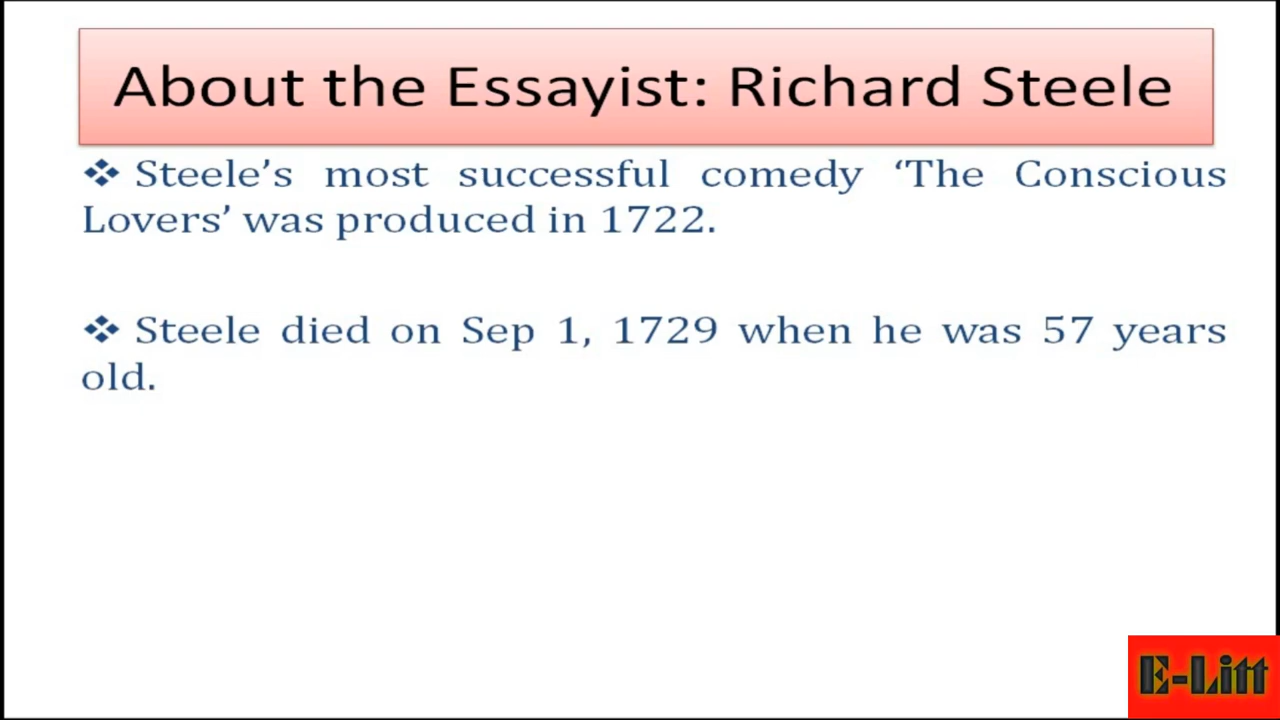 About the Essayist: Richard Steele
❖ Steele’s most successful comedy ‘The Conscious
Lovers’ was produced in 1722.
❖ Steele died on Sep 1, 1729 when he was 57 years
old.
E-Litt